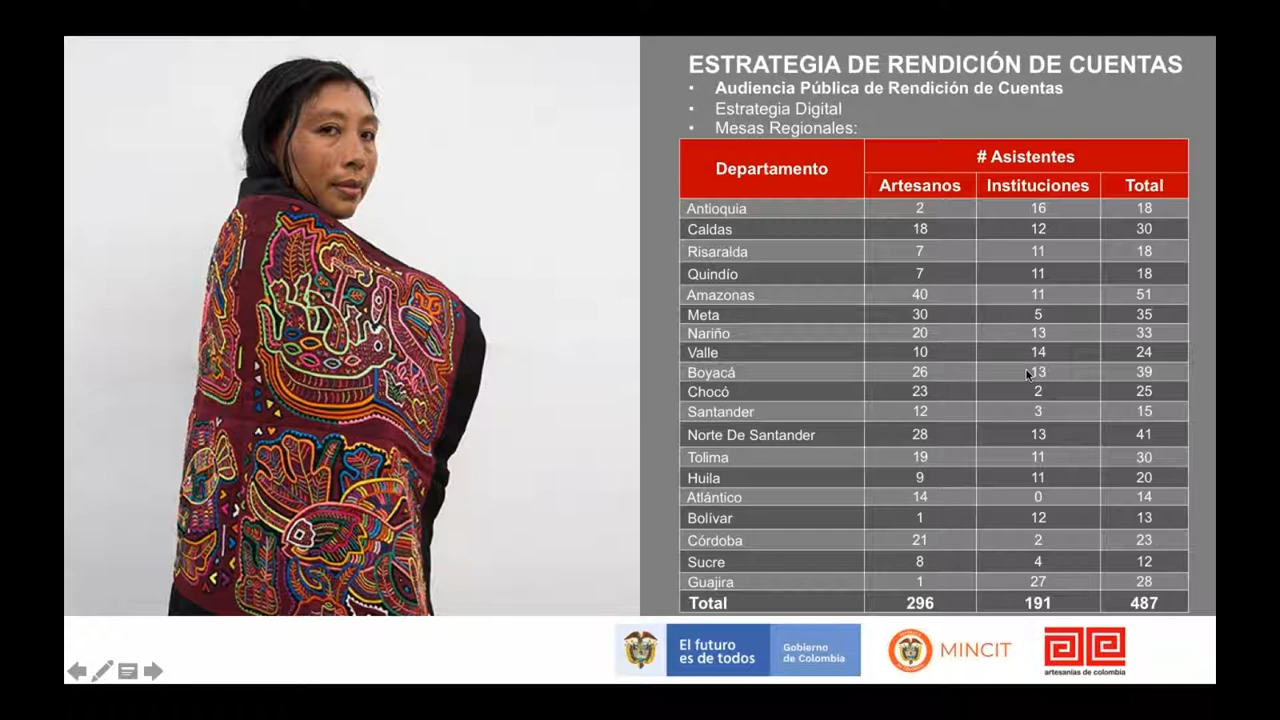 ESTRATEGIA DE RENDICIÓN DE CUENTAS
• Audiencia Pública de Rendición de Cuentas
• Estrategia Digital
• Mesas Regionales:
Departamento # Asistentes
Artesanos Instituciones Total
Antioquia 2 16 18
Caldas 18 12 30
Risaralda 7 11 18
Quindío 7 11 18
Amazonas 40 11 51
Meta 30 5 35
Nariño 20 13 33
Valle 10 14 24
Boyacá 26 13 39
Chocó 23 2 25
Santander 12 3 15
Norte De Santander 28 13 41
Tolima 19 11 30
Huila 9 11 20
Atlántico 14 0 14
Bolívar 1 12 13
Córdoba 21 2 23
Sucre 8 4 12
Guajira 1 27 28
Total 296 191 487
El futuro es de todos
Gobierno de Colombia
MINCIT
artesanías de colombia